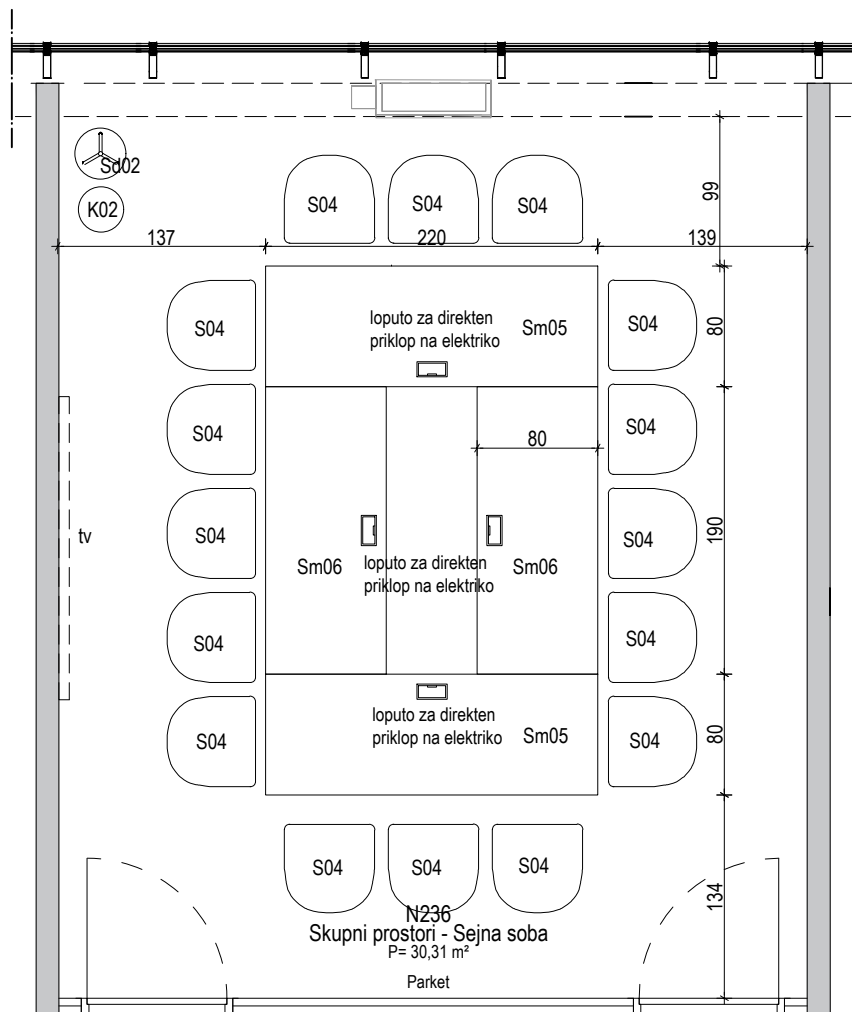 Sd02
K02
S04
S04
S04
99
137
220
139
S04
loputo za direkten
priklop na elektriko
Sm05
S04
80
S04
80
S04
tv
S04
Sm06
loputo za direkten
priklop na elektriko
Sm06
S04
190
S04
S04
S04
loputo za direkten
priklop na elektriko
Sm05
S04
80
S04
S04
S04
134
N236
Skupni prostori - Sejna soba
P= 30,31 m²
Parket